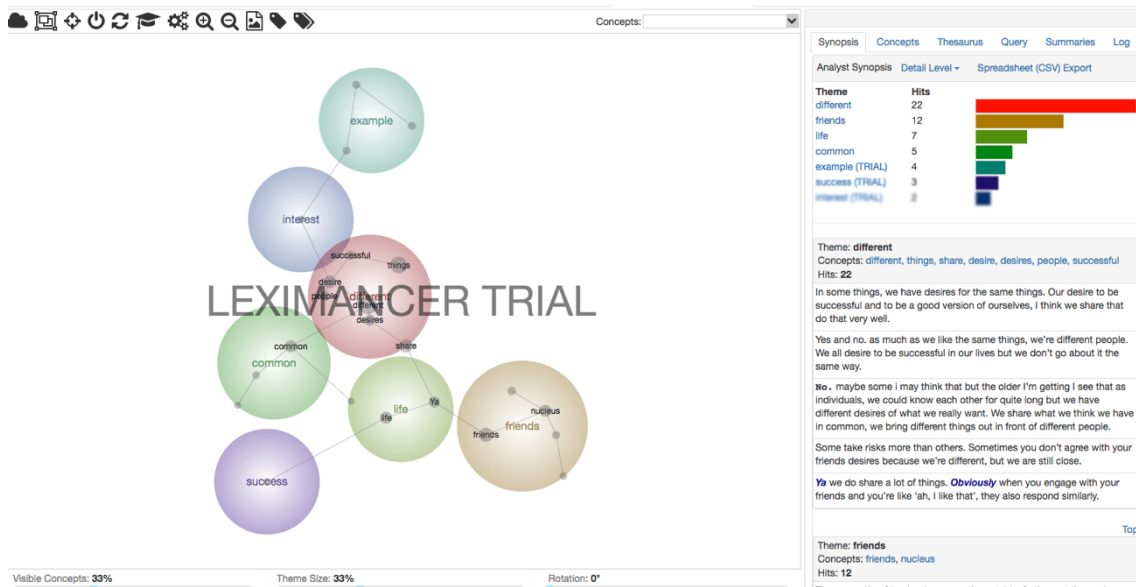 Concepts:
example
interest
successful
things
desire
people
different
different
desires
LEXIMANCER TRIAL
common
common
share
life
life
Ya
nucleus
friends
friends
success
Visible Concepts: 33%
Theme Size: 33%
Rotation: 0°
Synopsis Concepts Thesaurus Query Summaries Log
Analyst Synopsis Detail Level Spreadsheet (CSV) Export
Theme Hits
different 22
friends 12
life 7
common 5
example (TRIAL) 4
success (TRIAL) 3
interest (TRIAL) 2
Theme: different
Concepts: different, things, share, desire, desires, people, successful
Hits: 22
In some things, we have desires for the same things. Our desire to be
successful and to be a good version of ourselves, I think we share that
do that very well.
Yes and no. as much as we like the same things, we're different people.
We all desire to be successful in our lives but we don't go about it the
same way.
No. maybe some i may think that but the older I'm getting I see that as
individuals, we could know each other for quite long but we have
different desires of what we really want. We share what we think we have
in common, we bring different things out in front of different people.
Some take risks more than others. Sometimes you don't agree with your
friends desires because we're different, but we are still close.
Ya we do share a lot of things. Obviously when you engage with your
friends and you're like 'ah, I like that', they also respond similarly.
Top
Theme: friends
Concepts: friends, nucleus
Hits: 12